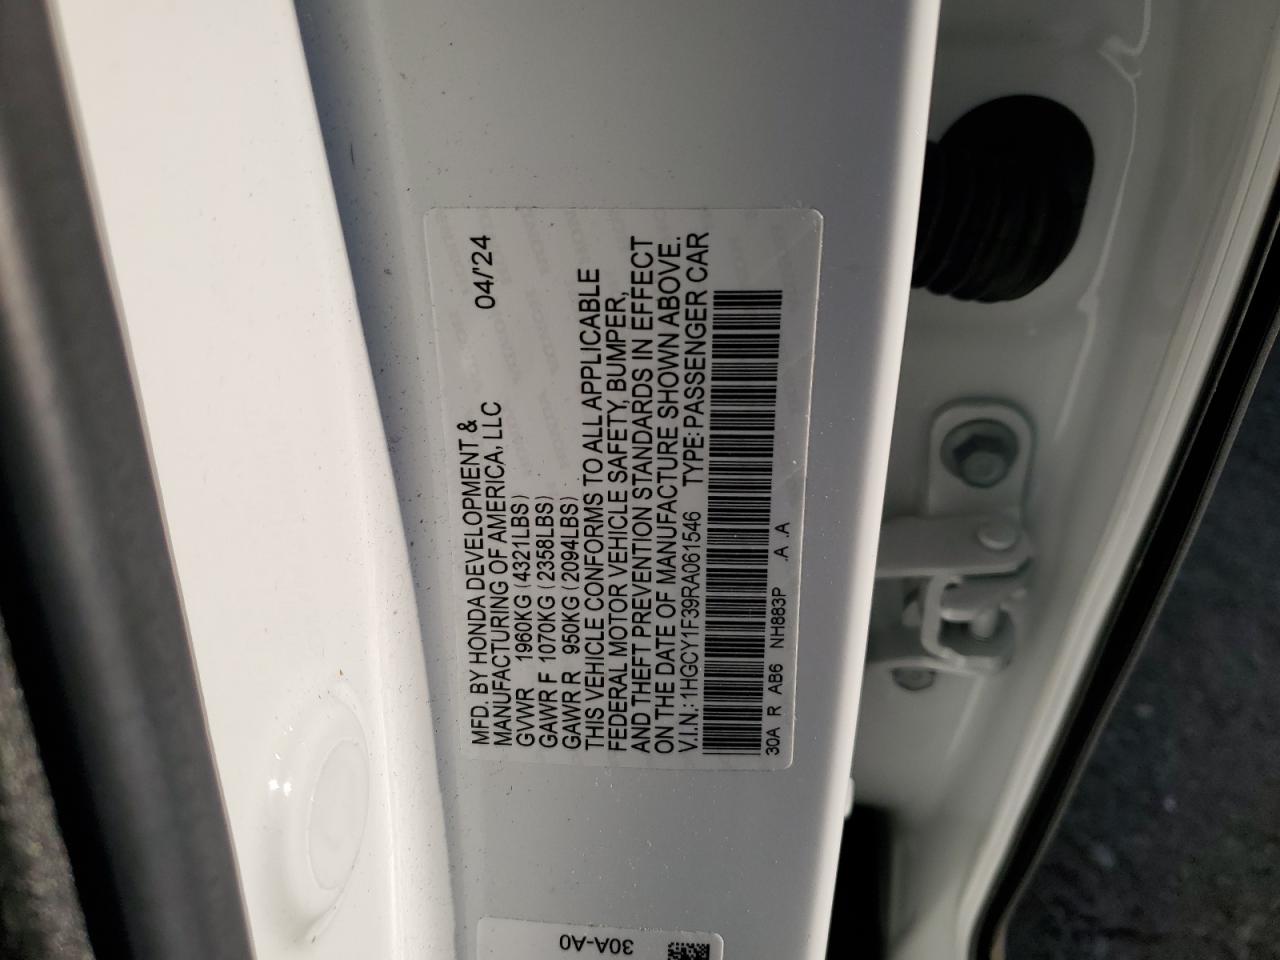 MFD. BY HONDA DEVELOPMENT &
MANUFACTURING OF AMERICA, LLC 04/'24
GVWR 1960KG (4321LBS)
GAWR F 1070KG (2358LBS)
GAWR R 950KG (2094LBS)
THIS VEHICLE CONFORMS TO ALL APPLICABLE
FEDERAL MOTOR VEHICLE SAFETY, BUMPER,
AND THEFT PREVENTION STANDARDS IN EFFECT
ON THE DATE OF MANUFACTURE SHOWN ABOVE.
V.I.N.: 1HGCY1F39RA061546 TYPE: PASSENGER CAR
30A R AB6 NH883P .A .A
30A-A0